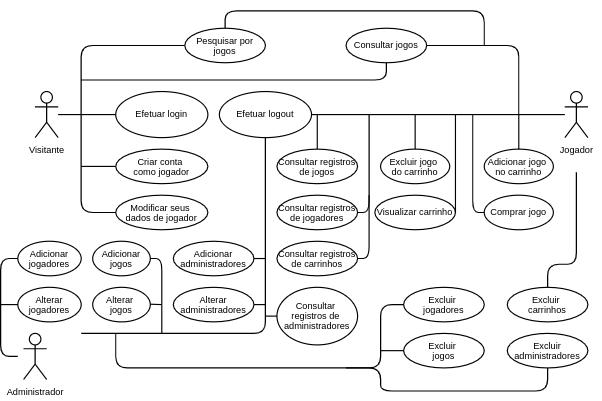 Pesquisar por
jogos
Consultar jogos
Efetuar login
Efetuar logout
Visitante
Jogador
Criar conta
como jogador
Consultar registros
de jogos
Excluir jogo
do carrinho
Adicionar jogo
no carrinho
Modificar seus
dados de jogador
Consultar registros
de jogadores
Visualizar carrinho
Comprar jogo
Adicionar
jogadores
Adicionar
jogos
Adicionar
administradores
Consultar registros
de carrinhos
Alterar
jogadores
Alterar
jogos
Alterar
administradores
Consultar
registros de
administradores
Excluir
jogadores
Excluir
carrinhos
Excluir
jogos
Excluir
administradores
Administrador